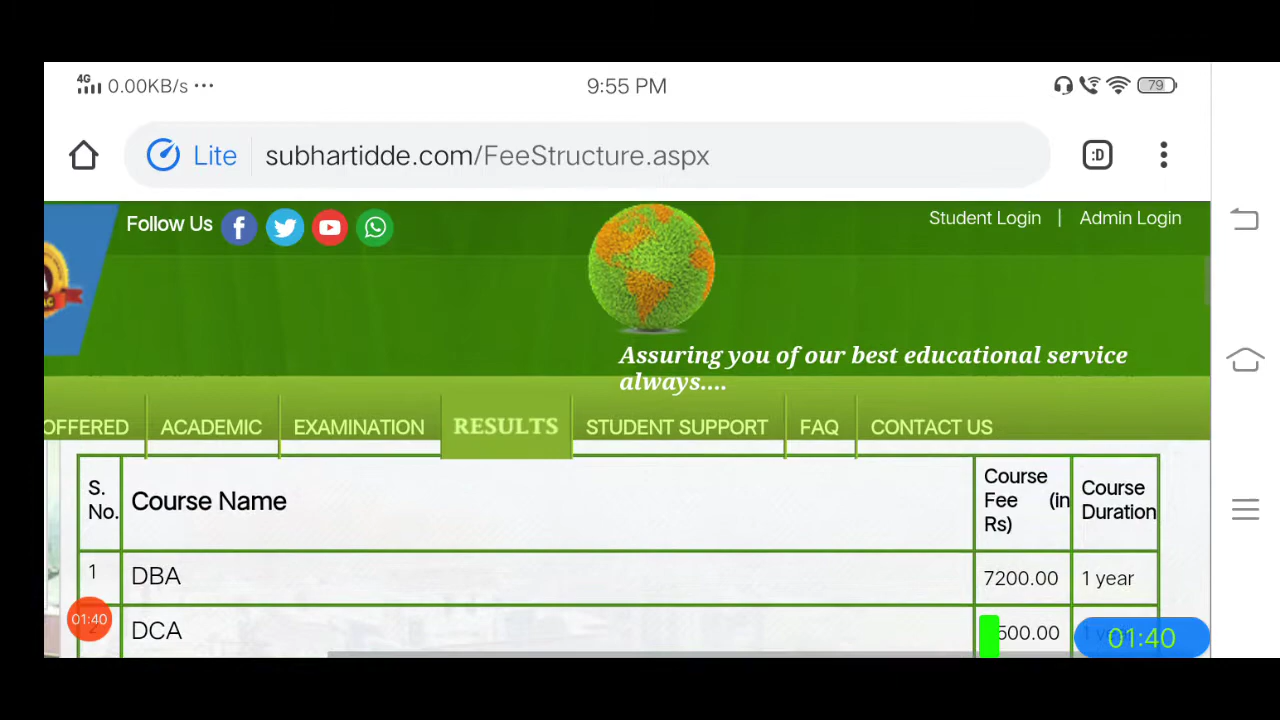 4G 0.00KB/s ... 9:55 PM 79
Lite subhartidde.com/FeeStructure.aspx :D
Follow Us Student Login | Admin Login
Assuring you of our best educational service
always....
OFFERED ACADEMIC EXAMINATION RESULTS STUDENT SUPPORT FAQ CONTACT US
S.
No.
Course Name
Course
Fee (in
Rs)
Course
Duration
1 DBA 7200.00 1 year
DCA 500.00
01:40
01:40